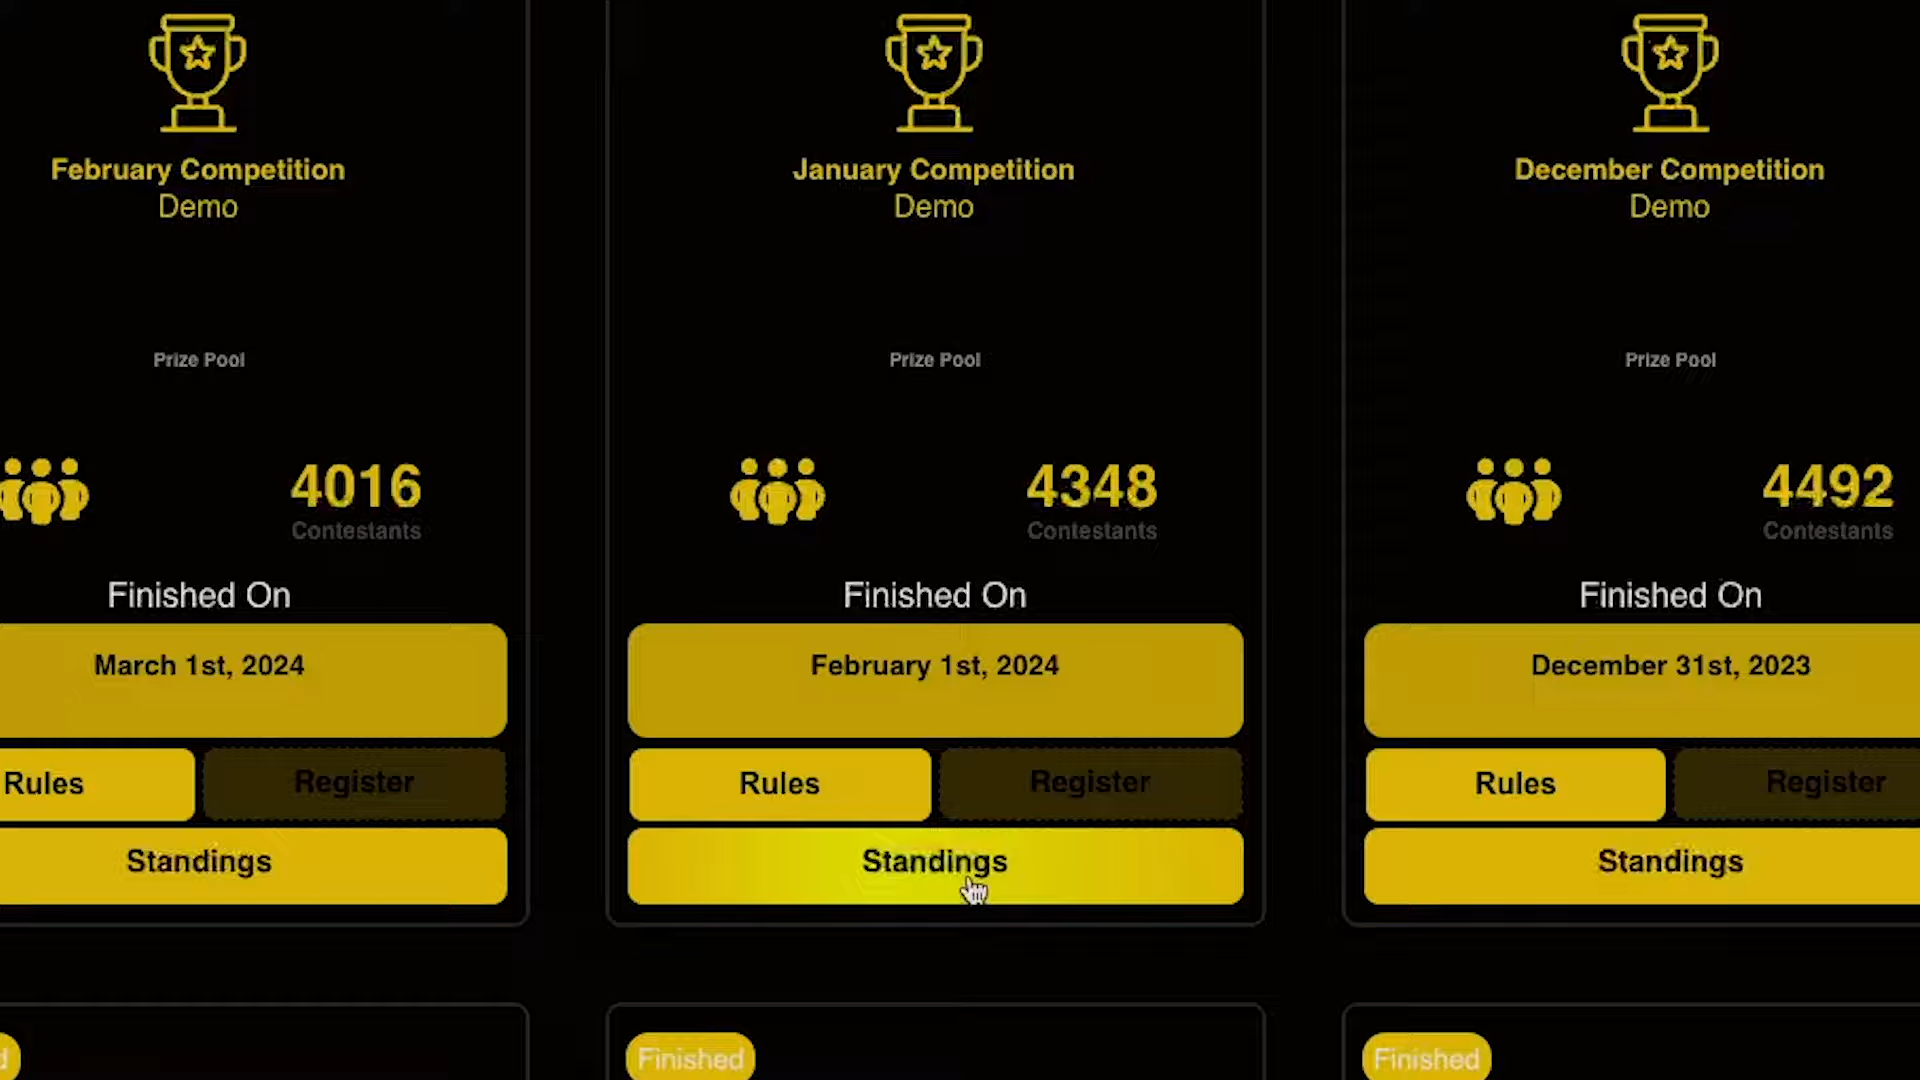 February Competition
Demo
Prize Pool
4016
Contestants
Finished On
March 1st, 2024
Rules
Register
Standings
January Competition
Demo
Prize Pool
4348
Contestants
Finished On
February 1st, 2024
Rules
Register
Standings
Finished
December Competition
Demo
Prize Pool
4492
Contestants
Finished On
December 31st, 2023
Rules
Register
Standings
Finished